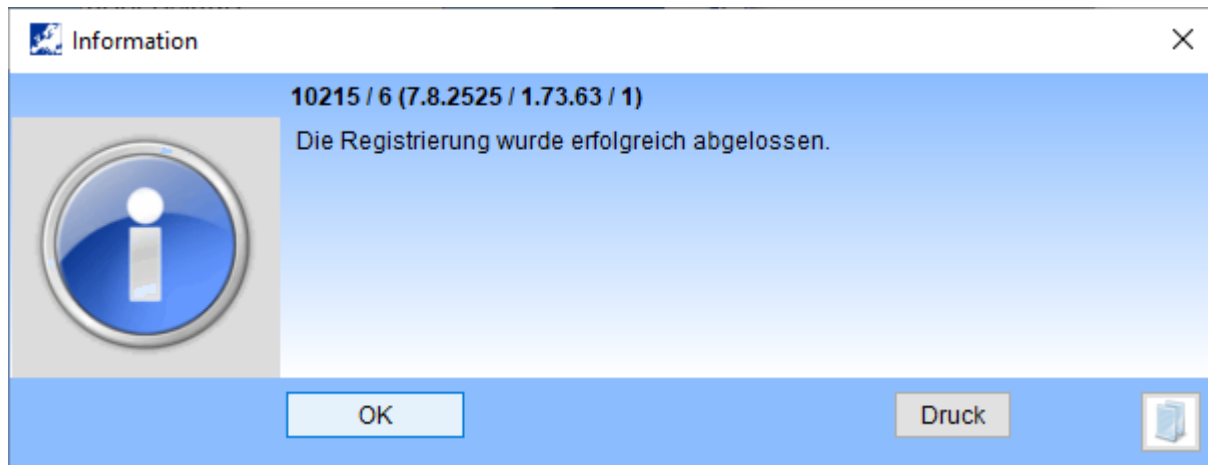 Information
10215 / 6 (7.8.2525 / 1.73.63 / 1)
Die Registrierung wurde erfolgreich abgelossen.
OK
Druck